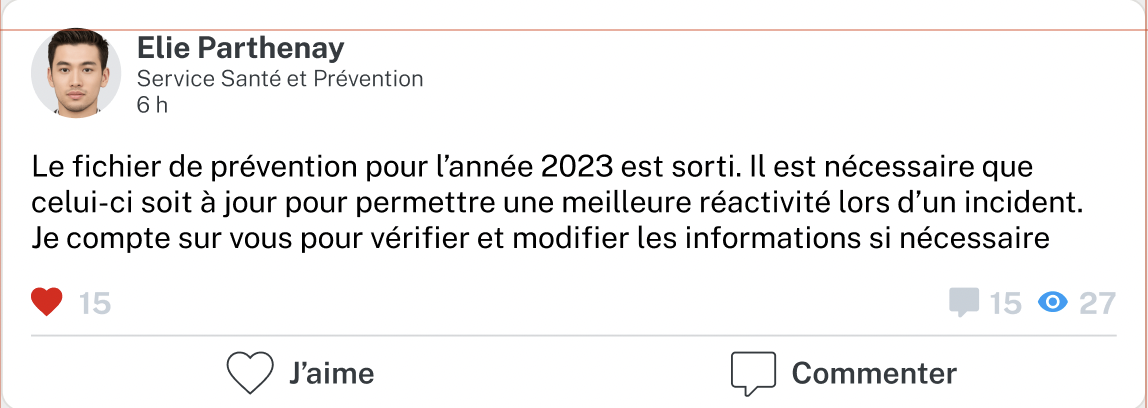 Elie Parthenay
Service Santé et Prévention
6 h
Le fichier de prévention pour l’année 2023 est sorti. Il est nécessaire que
celui-ci soit à jour pour permettre une meilleure réactivité lors d’un incident.
Je compte sur vous pour vérifier et modifier les informations si nécessaire
15
15 27
J’aime
Commenter